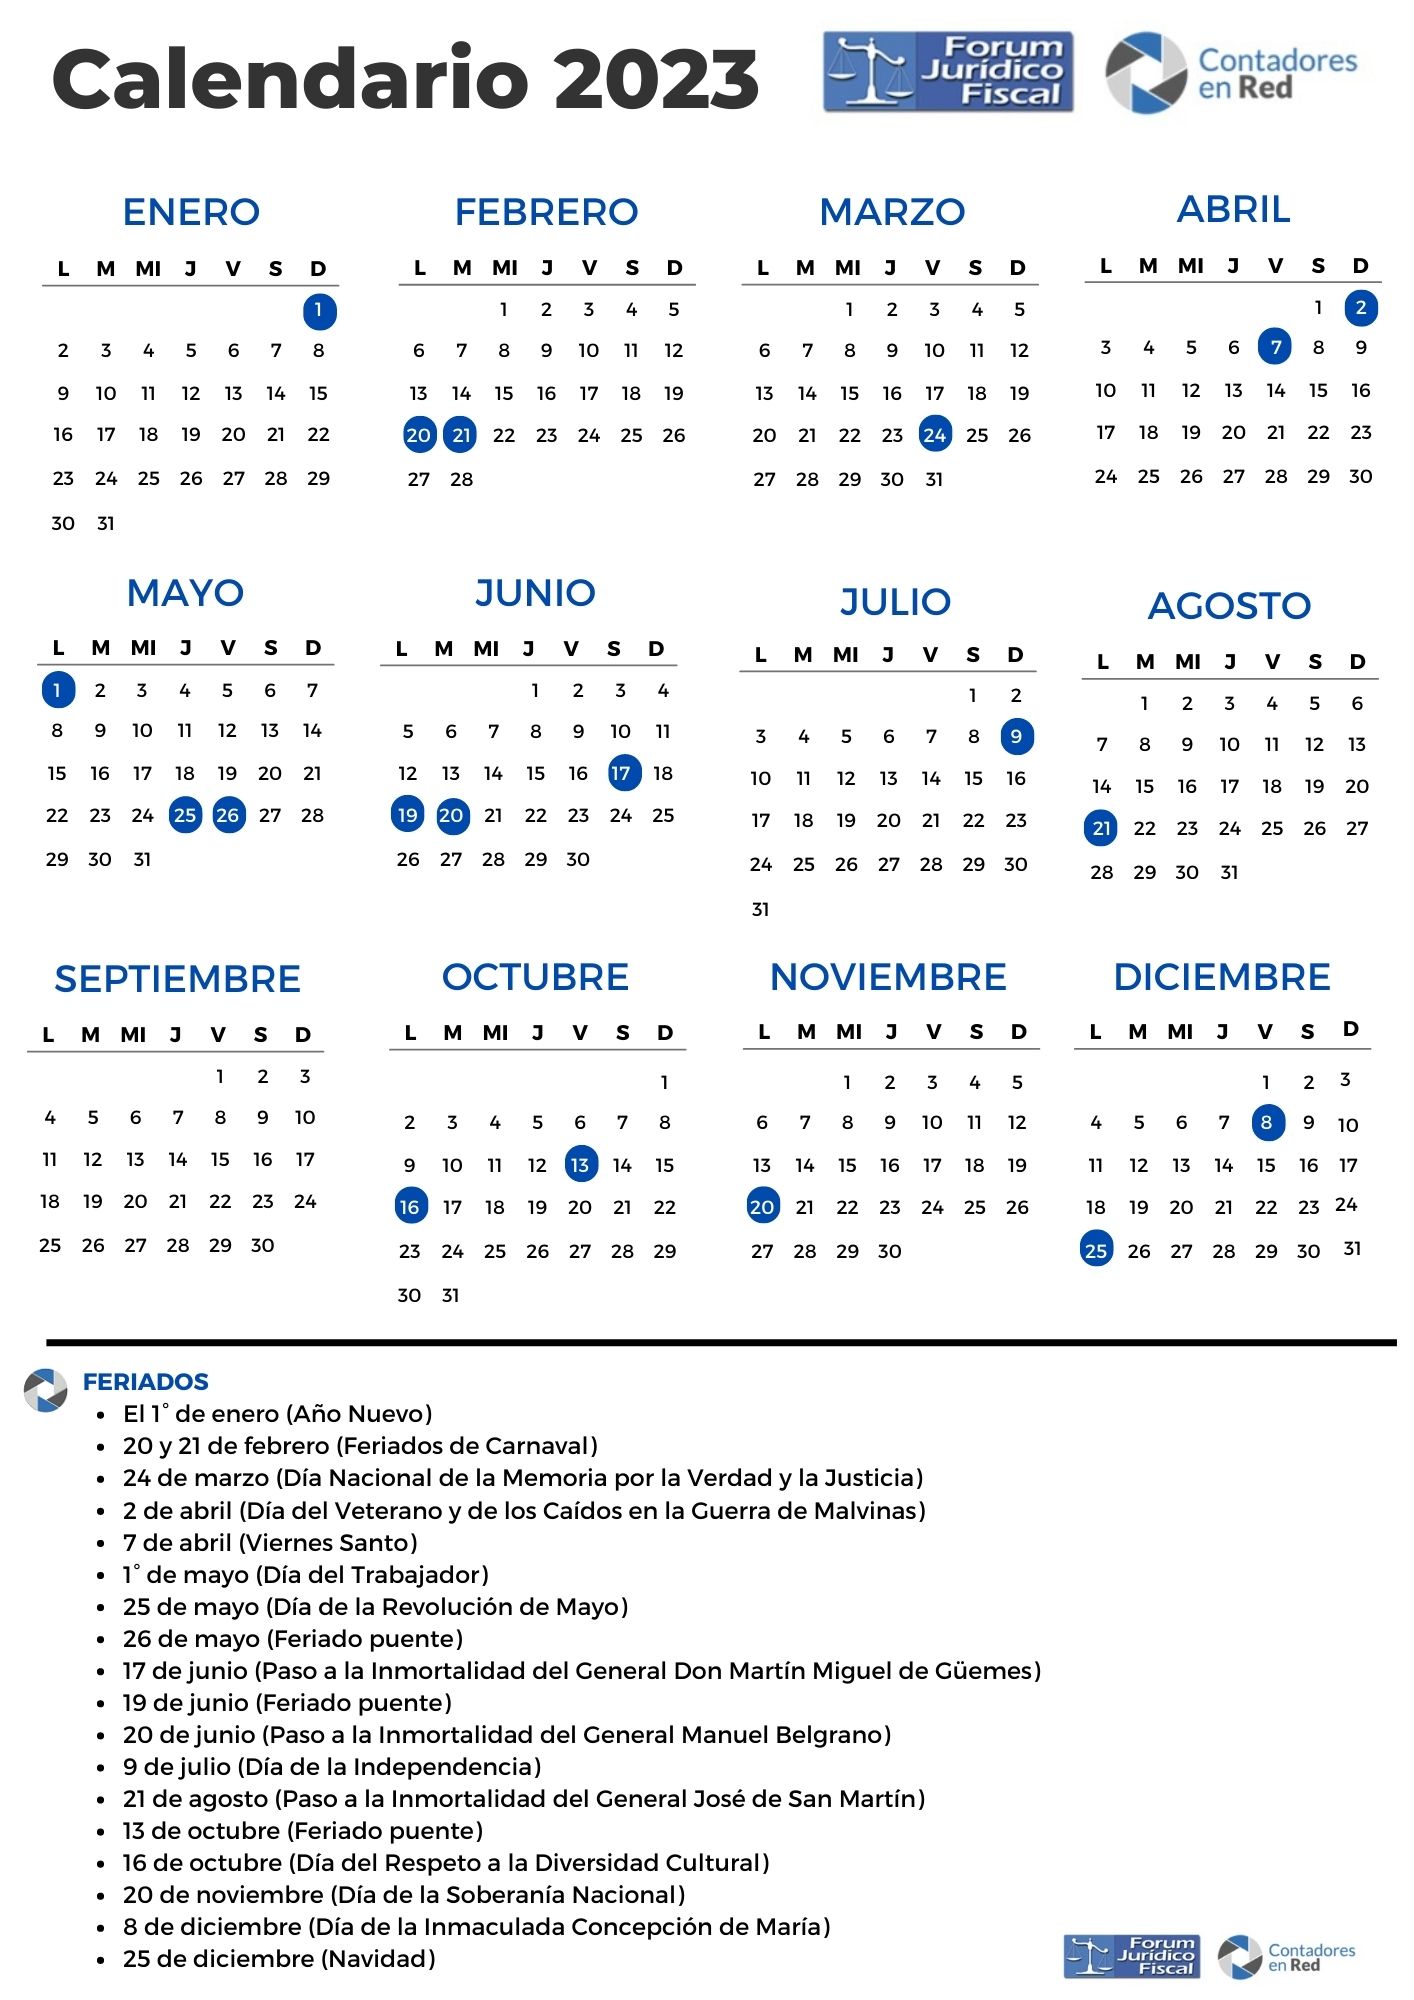 Calendario 2023
Forum
Jurídico
Fiscal
Contadores
en Red
ENERO
L M MI J V S D
1
2 3 4 5 6 7 8
9 10 11 12 13 14 15
16 17 18 19 20 21 22
23 24 25 26 27 28 29
30 31
FEBRERO
L M MI J V S D
1 2 3 4 5
6 7 8 9 10 11 12
13 14 15 16 17 18 19
20 21 22 23 24 25 26
27 28
MARZO
L M MI J V S D
1 2 3 4 5
6 7 8 9 10 11 12
13 14 15 16 17 18 19
20 21 22 23 24 25 26
27 28 29 30 31
ABRIL
L M MI J V S D
1 2
3 4 5 6 7 8 9
10 11 12 13 14 15 16
17 18 19 20 21 22 23
24 25 26 27 28 29 30
MAYO
L M MI J V S D
1 2 3 4 5 6 7
8 9 10 11 12 13 14
15 16 17 18 19 20 21
22 23 24 25 26 27 28
29 30 31
JUNIO
L M MI J V S D
1 2 3 4
5 6 7 8 9 10 11
12 13 14 15 16 17 18
19 20 21 22 23 24 25
26 27 28 29 30
JULIO
L M MI J V S D
1 2
3 4 5 6 7 8 9
10 11 12 13 14 15 16
17 18 19 20 21 22 23
24 25 26 27 28 29 30
31
AGOSTO
L M MI J V S D
1 2 3 4 5 6
7 8 9 10 11 12 13
14 15 16 17 18 19 20
21 22 23 24 25 26 27
28 29 30 31
SEPTIEMBRE
L M MI J V S D
1 2 3
4 5 6 7 8 9 10
11 12 13 14 15 16 17
18 19 20 21 22 23 24
25 26 27 28 29 30
OCTUBRE
L M MI J V S D
1
2 3 4 5 6 7 8
9 10 11 12 13 14 15
16 17 18 19 20 21 22
23 24 25 26 27 28 29
30 31
NOVIEMBRE
L M MI J V S D
1 2 3 4 5
6 7 8 9 10 11 12
13 14 15 16 17 18 19
20 21 22 23 24 25 26
27 28 29 30
DICIEMBRE
L M MI J V S D
1 2 3
4 5 6 7 8 9 10
11 12 13 14 15 16 17
18 19 20 21 22 23 24
25 26 27 28 29 30 31
FERIADOS
• El 1° de enero (Año Nuevo)
• 20 y 21 de febrero (Feriados de Carnaval)
• 24 de marzo (Día Nacional de la Memoria por la Verdad y la Justicia)
• 2 de abril (Día del Veterano y de los Caídos en la Guerra de Malvinas)
• 7 de abril (Viernes Santo)
• 1° de mayo (Día del Trabajador)
• 25 de mayo (Día de la Revolución de Mayo)
• 26 de mayo (Feriado puente)
• 17 de junio (Paso a la Inmortalidad del General Don Martín Miguel de Güemes)
• 19 de junio (Feriado puente)
• 20 de junio (Paso a la Inmortalidad del General Manuel Belgrano)
• 9 de julio (Día de la Independencia)
• 21 de agosto (Paso a la Inmortalidad del General José de San Martín)
• 13 de octubre (Feriado puente)
• 16 de octubre (Día del Respeto a la Diversidad Cultural)
• 20 de noviembre (Día de la Soberanía Nacional)
• 8 de diciembre (Día de la Inmaculada Concepción de María)
• 25 de diciembre (Navidad)
Forum
Jurídico
Fiscal
Contadores
en Red